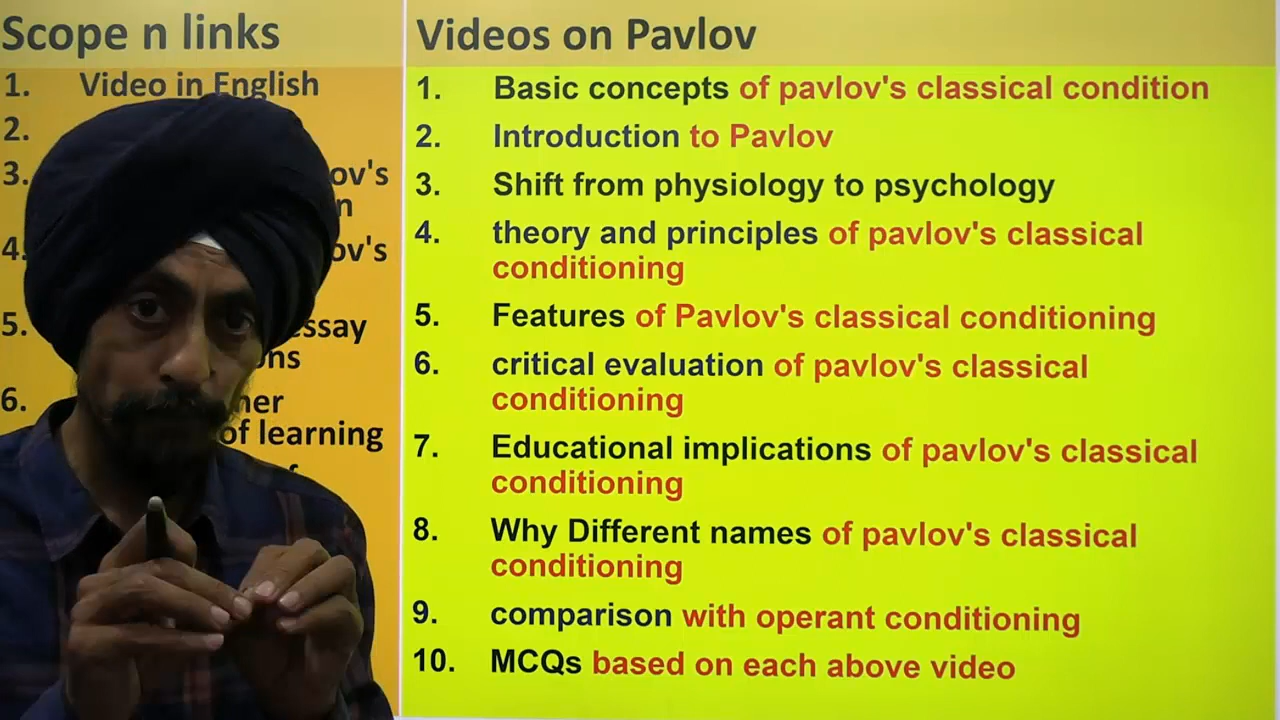 Scope n links
1. Video in English
2.
3. ov's
n
4. ov's
5. ssay
ns
6. her
of learning
Videos on Pavlov
1. Basic concepts of pavlov's classical condition
2. Introduction to Pavlov
3. Shift from physiology to psychology
4. theory and principles of pavlov's classical
conditioning
5. Features of Pavlov's classical conditioning
6. critical evaluation of pavlov's classical
conditioning
7. Educational implications of pavlov's classical
conditioning
8. Why Different names of pavlov's classical
conditioning
9. comparison with operant conditioning
10. MCQs based on each above video